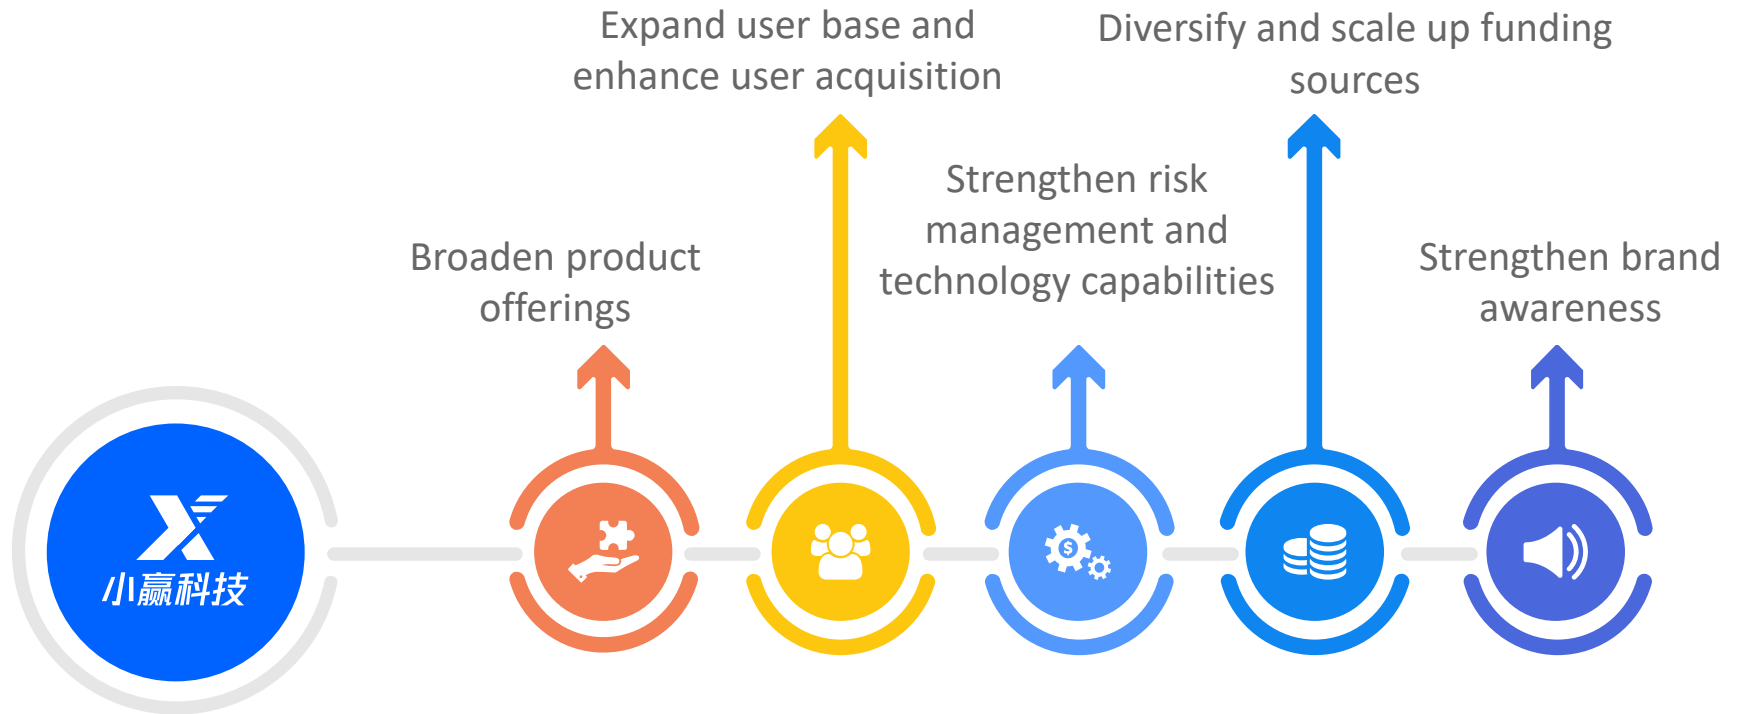 Expand user base and
enhance user acquisition
Diversify and scale up funding
sources
Strengthen risk
management and
technology capabilities
Broaden product
offerings
Strengthen brand
awareness
小赢科技
$